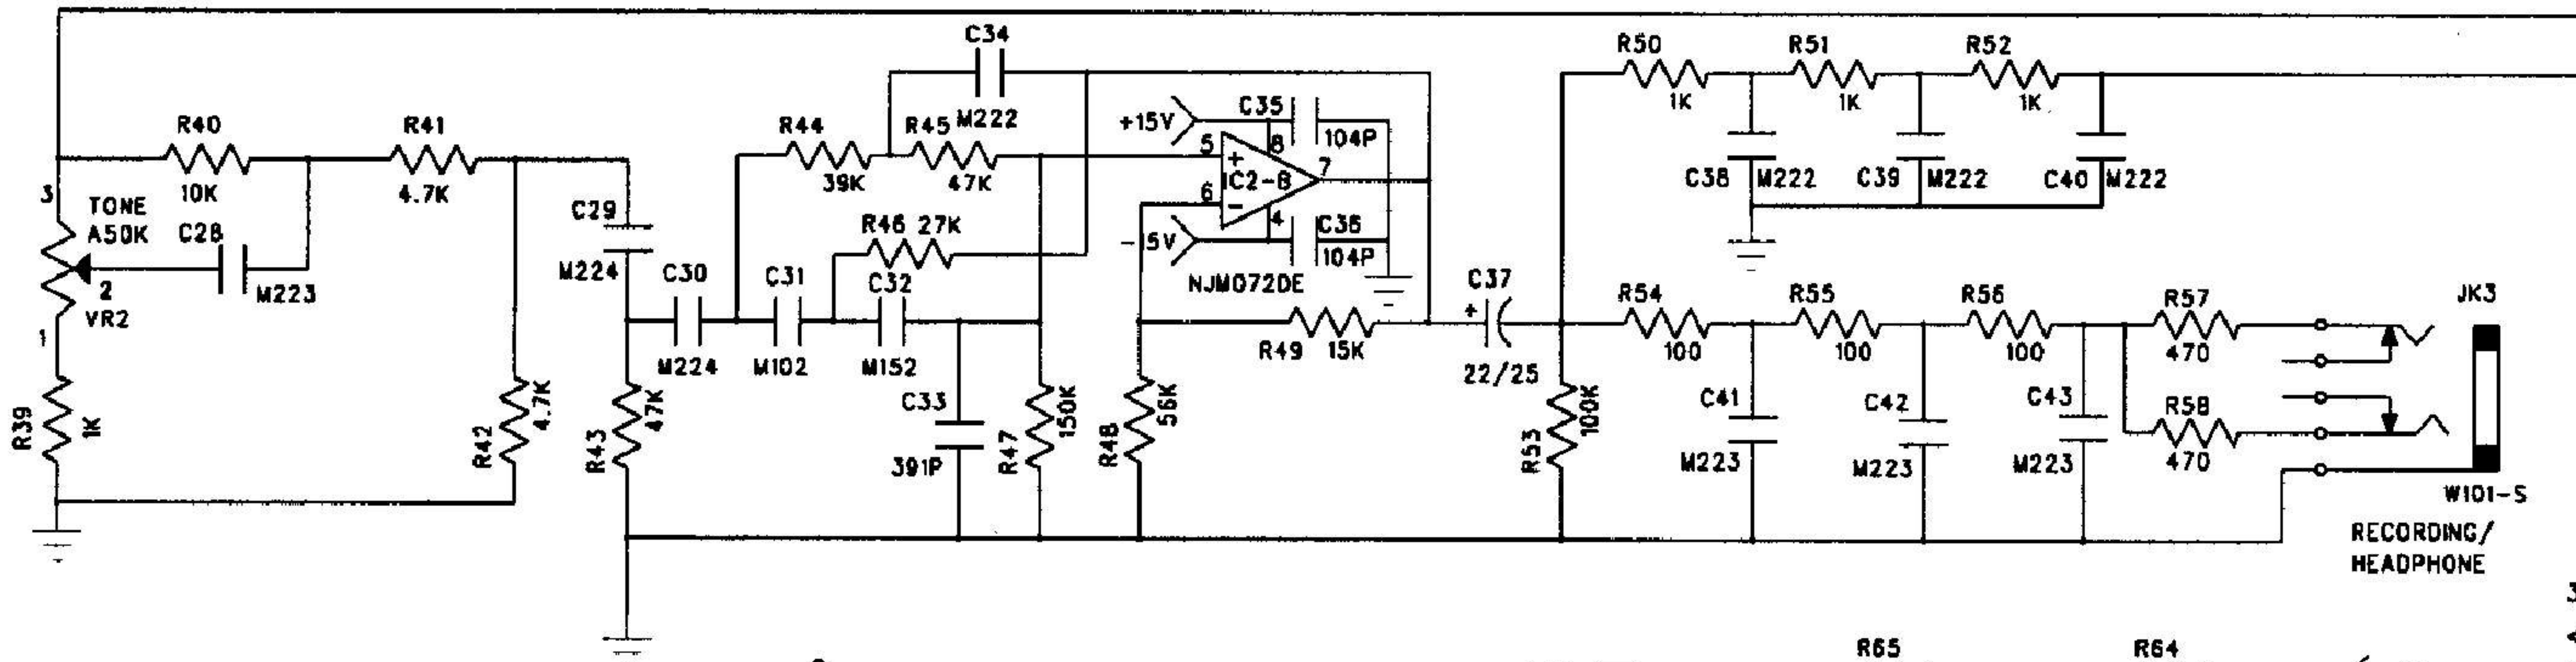 C34
M222
R50
1K
R51
1K
R52
1K
R40
10K
R41
4.7K
R44
39K
R45
47K
+15V
C35
104P
5
8
+
IC2-B
7
6
-
4
-15V
C36
104P
NJM072DE
C38
M222
C39
M222
C40
M222
3
TONE
A50K
C28
M223
2
VR2
1
C29
M224
R46 27K
C30
M224
C31
M102
C32
M152
R49
15K
C37
+
22/25
R54
100
R55
100
R56
100
R57
470
JK3
R39
1K
R42
4.7K
R43
47K
C33
391P
R47
150K
R48
56K
R53
100K
C41
M223
C42
M223
C43
M223
R58
470
W101-S
RECORDING/
HEADPHONE
R65
R64